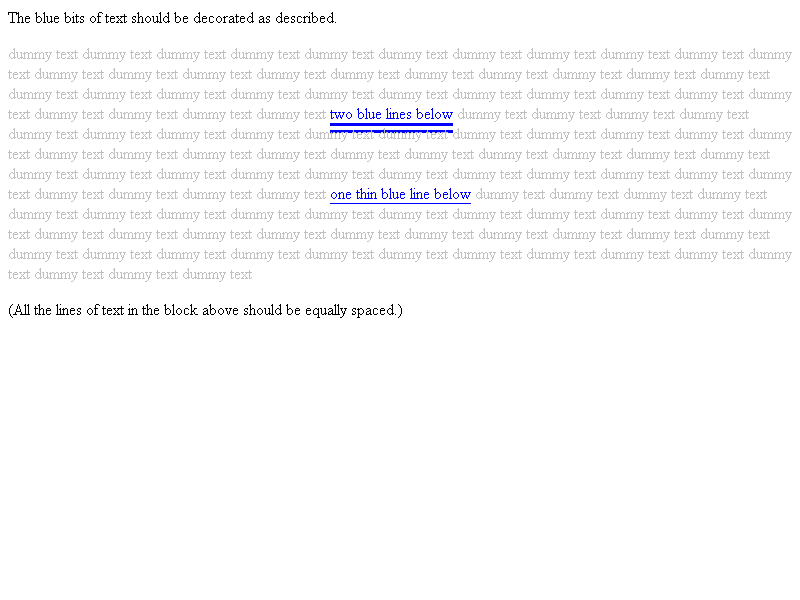 The blue bits of text should be decorated as described.
dummy text dummy text dummy text dummy text dummy text dummy text dummy text dummy text dummy text dummy text dummy
text dummy text dummy text dummy text dummy text dummy text dummy text dummy text dummy text dummy text dummy text
dummy text dummy text dummy text dummy text dummy text dummy text dummy text dummy text dummy text dummy text dummy
text dummy text dummy text dummy text dummy text two blue lines below dummy text dummy text dummy text dummy text
dummy text dummy text dummy text dummy text dummy text dummy text dummy text dummy text dummy text dummy text dummy
text dummy text dummy text dummy text dummy text dummy text dummy text dummy text dummy text dummy text dummy text
dummy text dummy text dummy text dummy text dummy text dummy text dummy text dummy text dummy text dummy text dummy
text dummy text dummy text dummy text dummy text one thin blue line below dummy text dummy text dummy text dummy text
dummy text dummy text dummy text dummy text dummy text dummy text dummy text dummy text dummy text dummy text dummy
text dummy text dummy text dummy text dummy text dummy text dummy text dummy text dummy text dummy text dummy text
dummy text dummy text dummy text dummy text dummy text dummy text dummy text dummy text dummy text dummy text dummy
text dummy text dummy text dummy text
(All the lines of text in the block above should be equally spaced.)